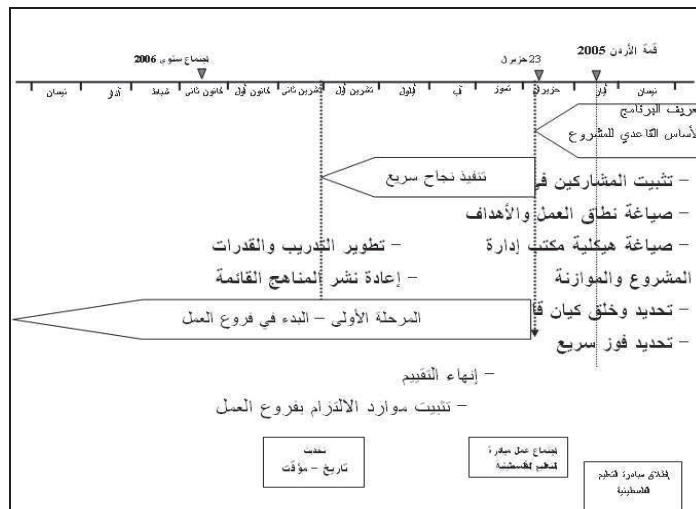 قمة الأردن 2005
23 حزيران
اجتماع سنوي 2006
نيسان
أيار
حزيران
تموز
آب
أيلول
تشرين أول
تشرين ثاني
كانون أول
كانون ثاني
شباط
آذار
نيسان
تعريف البرنامج
الأساس القاعدي للمشروع
تنفيذ نجاح سريع
– تثبيت المشاركين في
– صياغة نطاق العمل والأهداف
– صياغة هيكلية مكتب إدارة
المشروع والموازنة
– تحديد وخلق كيان
– تحديد فوز سريع
– تطوير التدريب والقدرات
– إعادة نشر المناهج القائمة
المرحلة الأولى – البدء في فروع العمل
– إنهاء التقييم
– تثبيت موارد الالتزام بفروع العمل
تحديث
تاريخ – مؤقت
اجتماع عمل مبادرة
التعليم الفلسطينية
إطلاق مبادرة التعليم
الفلسطينية